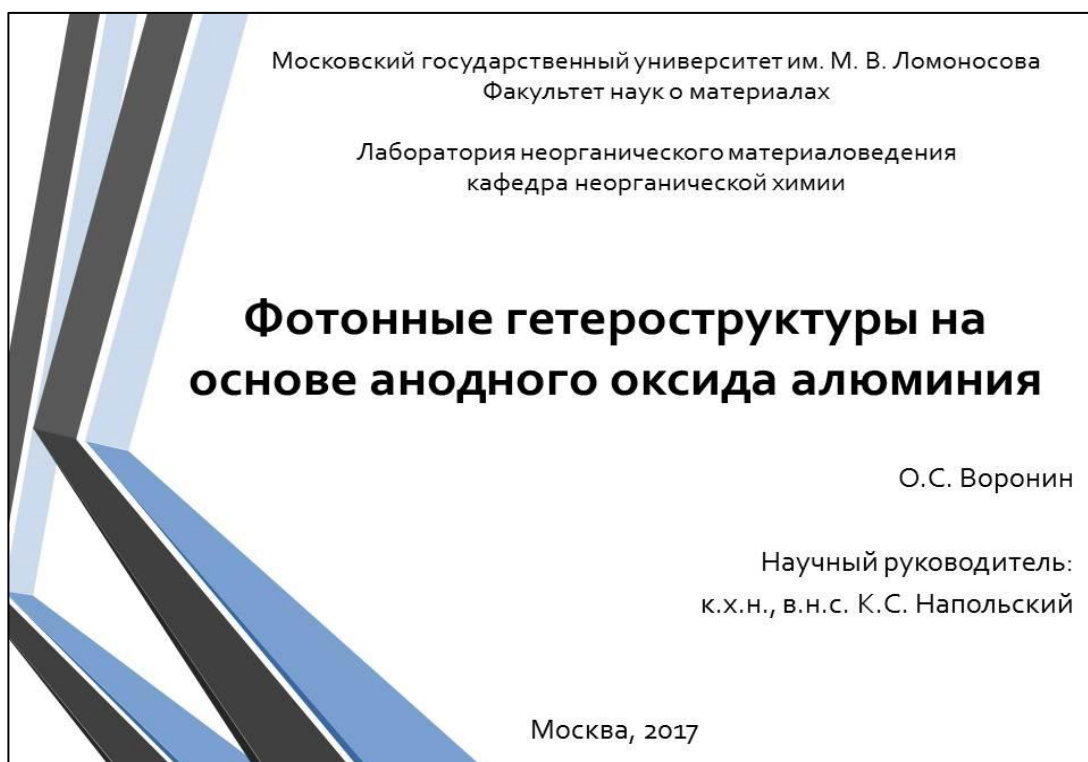 Московский государственный университет им. М. В. Ломоносова
Факультет наук о материалах
Лаборатория неорганического материаловедения
кафедра неорганической химии
Фотонные гетероструктуры на
основе анодного оксида алюминия
О.С. Воронин
Научный руководитель:
к.х.н., в.н.с. К.С. Напольский
Москва, 2017